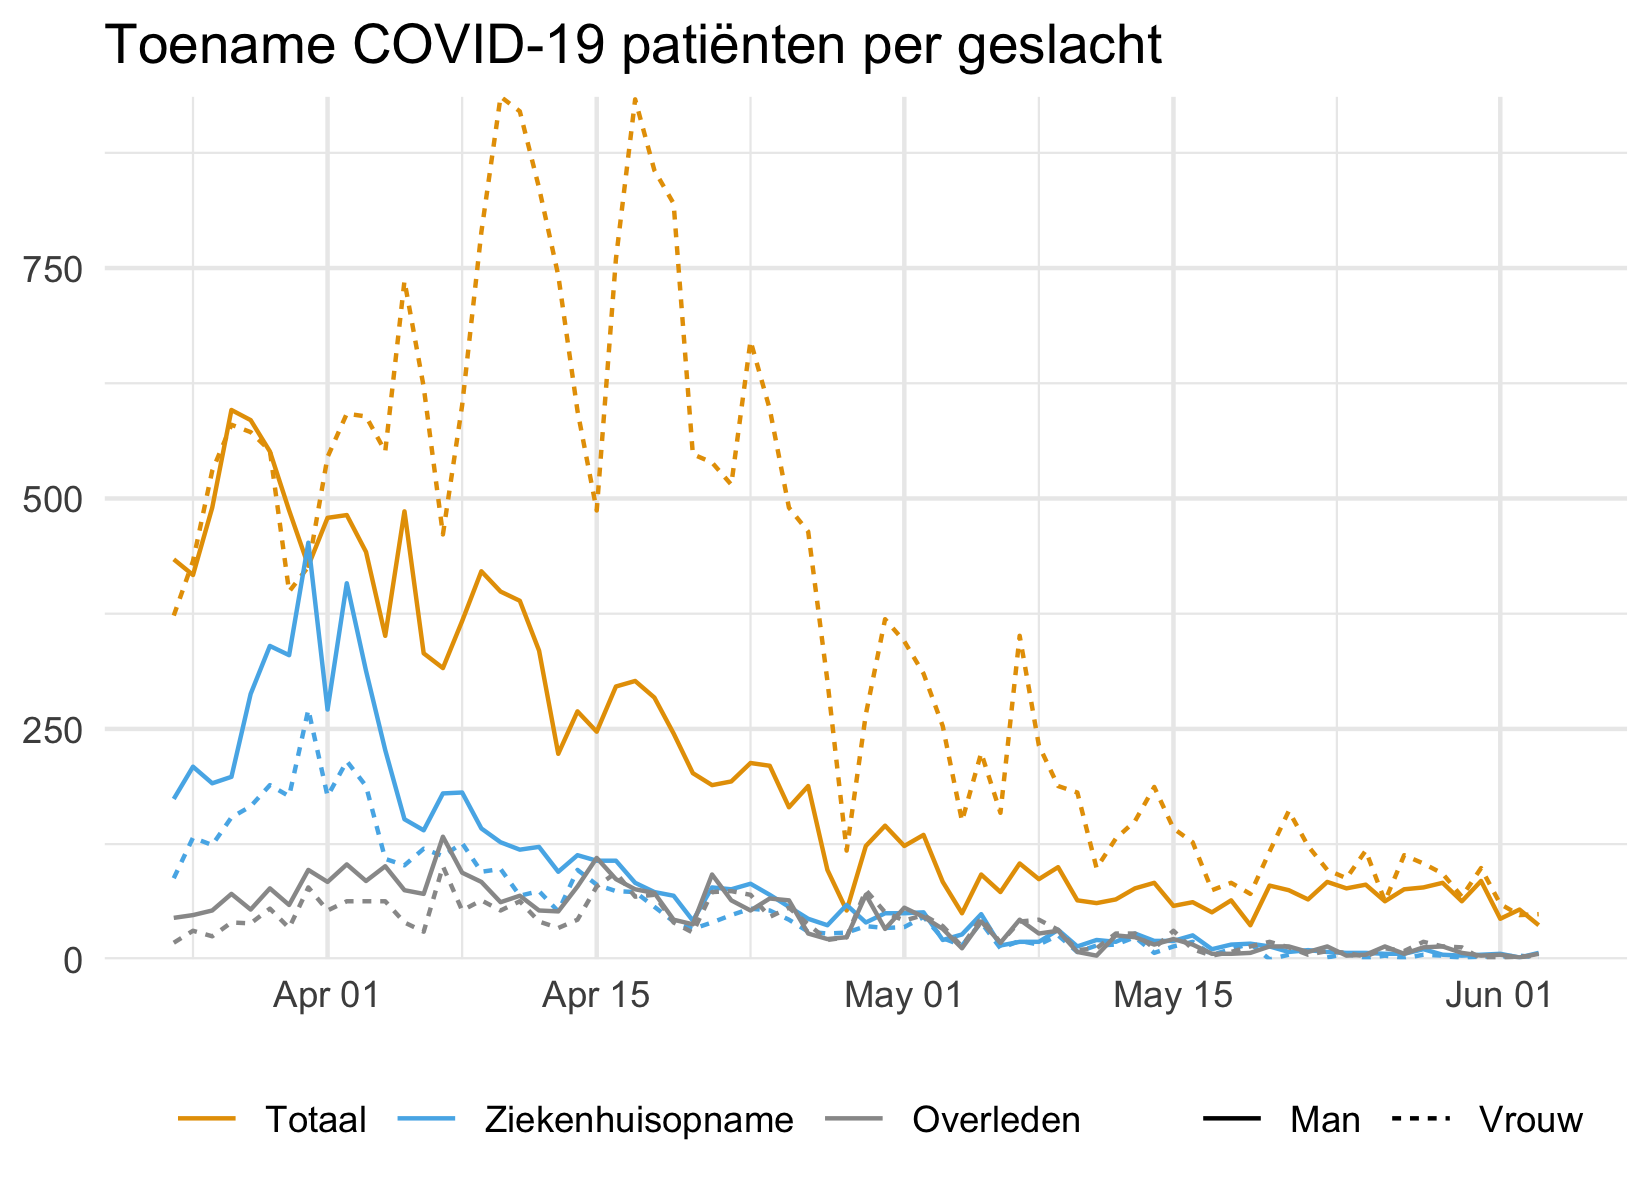 Toename COVID-19 patiënten per geslacht
750
500
250
0
Apr 01 Apr 15 May 01 May 15 Jun 01
Totaal Ziekenhuisopname Overleden Man Vrouw